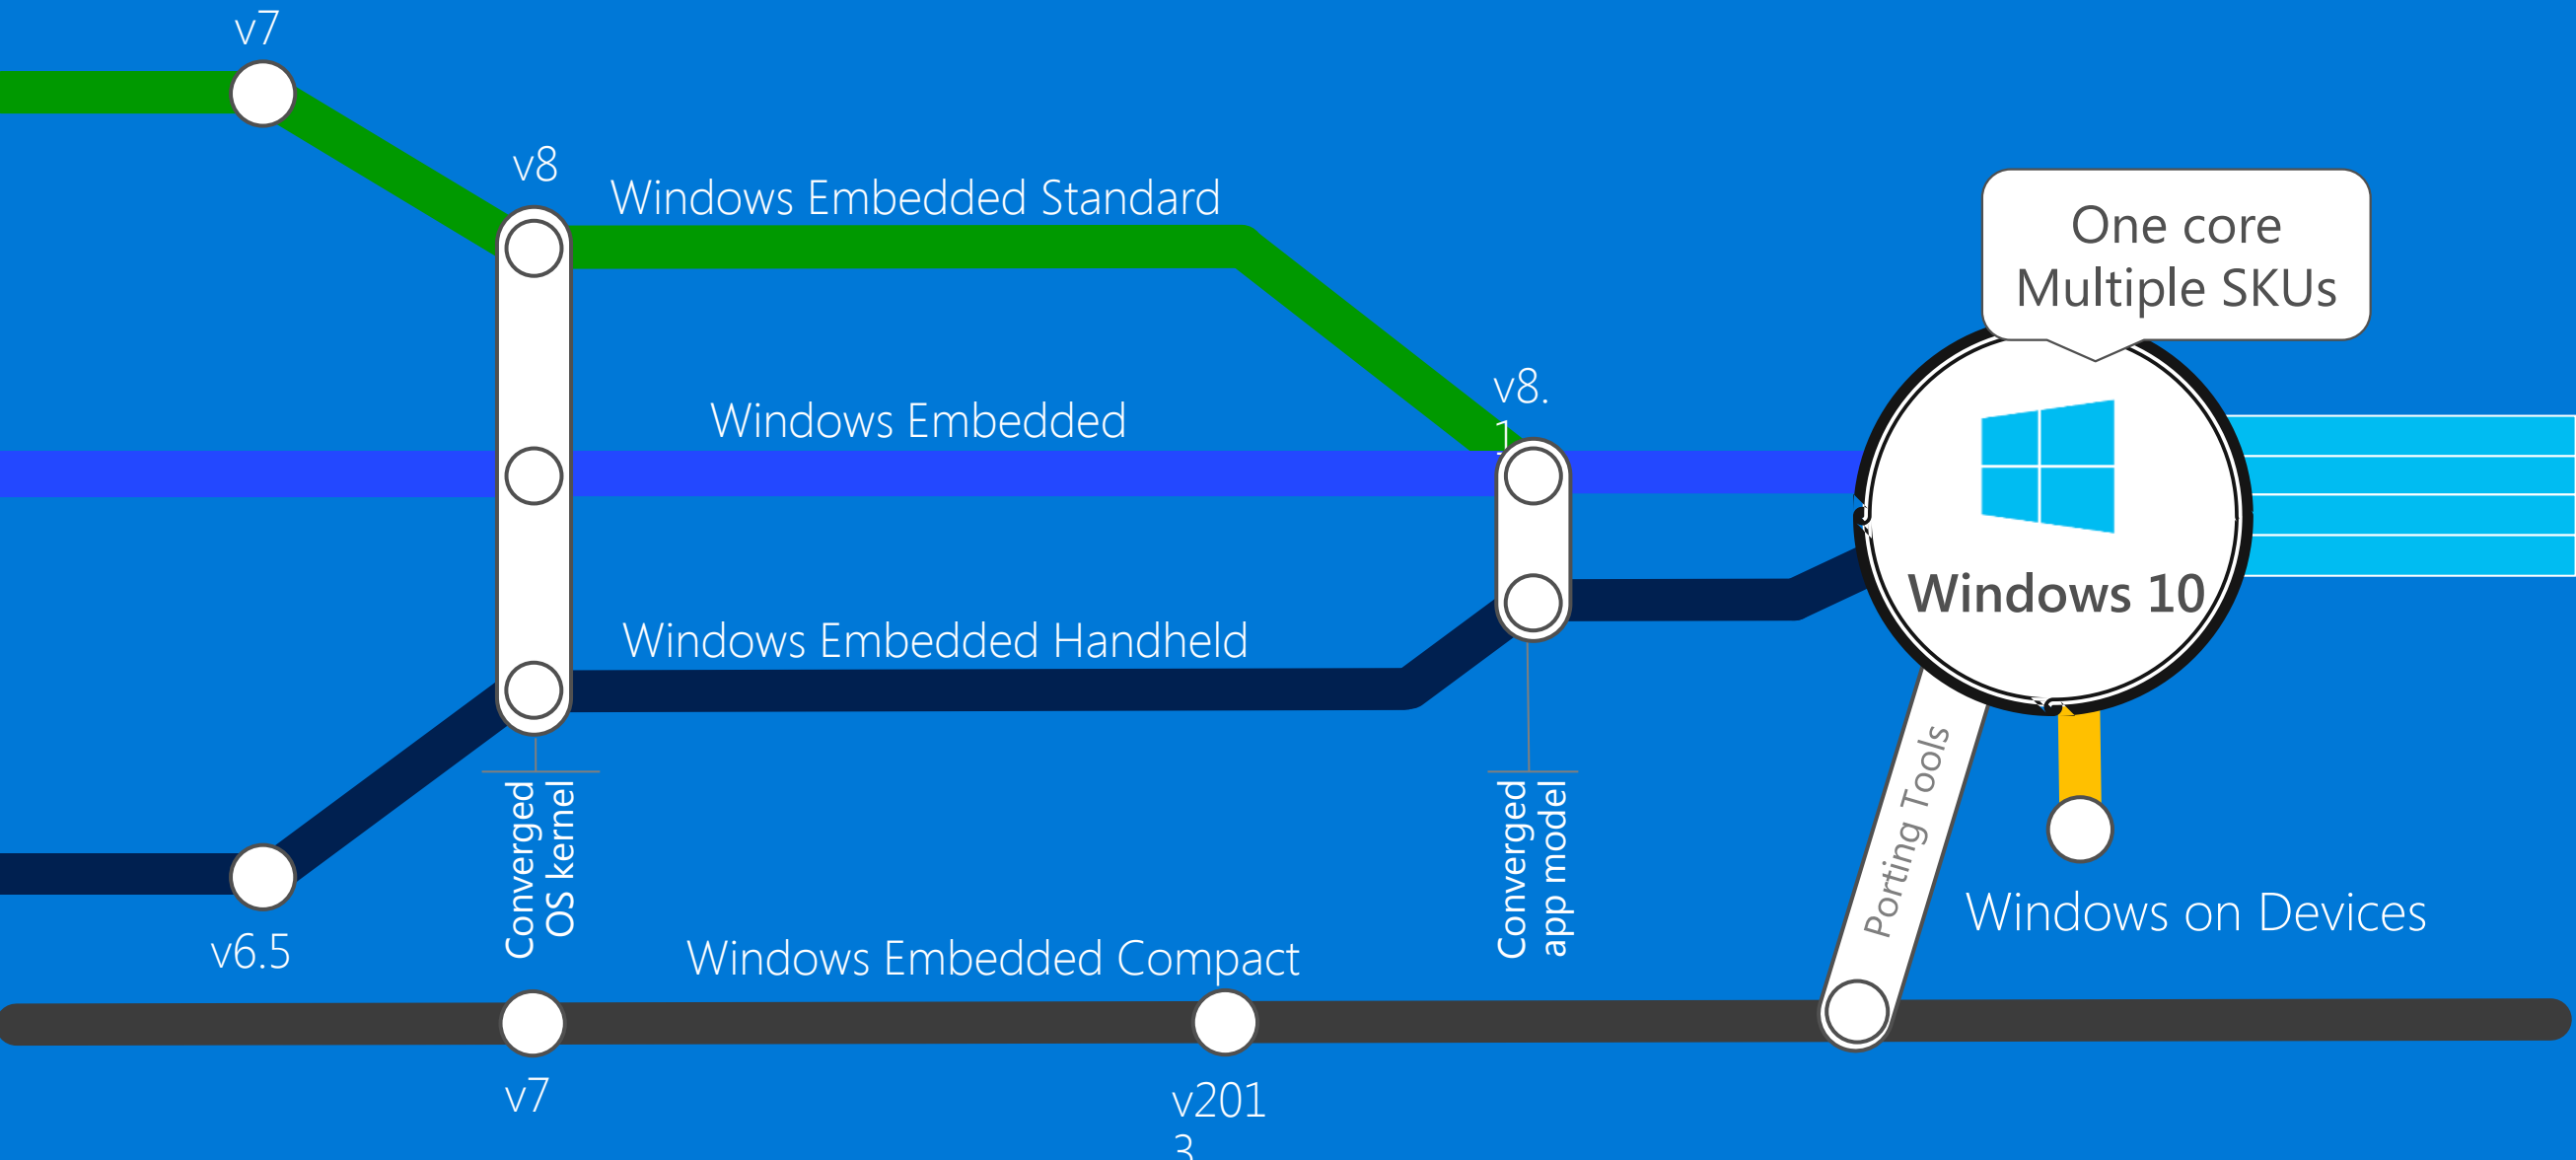 v7
v8
Windows Embedded Standard
One core
Multiple SKUs
v8.
1
Windows Embedded
Windows 10
Windows Embedded Handheld
Converged
OS kernel
Converged
app model
Porting Tools
Windows on Devices
v6.5
Windows Embedded Compact
v7
v201
3